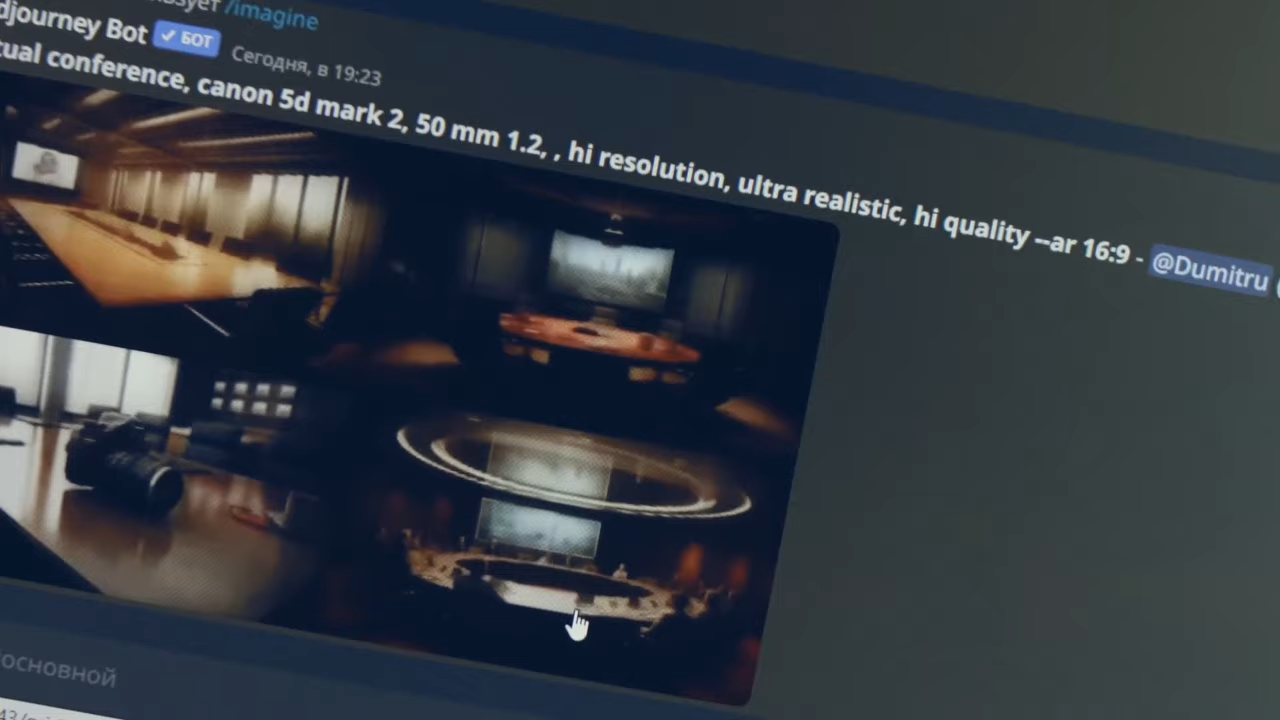 /imagine
djourney Bot ✓ БОТ Сегодня, в 19:23
tual conference, canon 5d mark 2, 50 mm 1.2, , hi resolution, ultra realistic, hi quality --ar 16:9 - @Dumitru (
основной